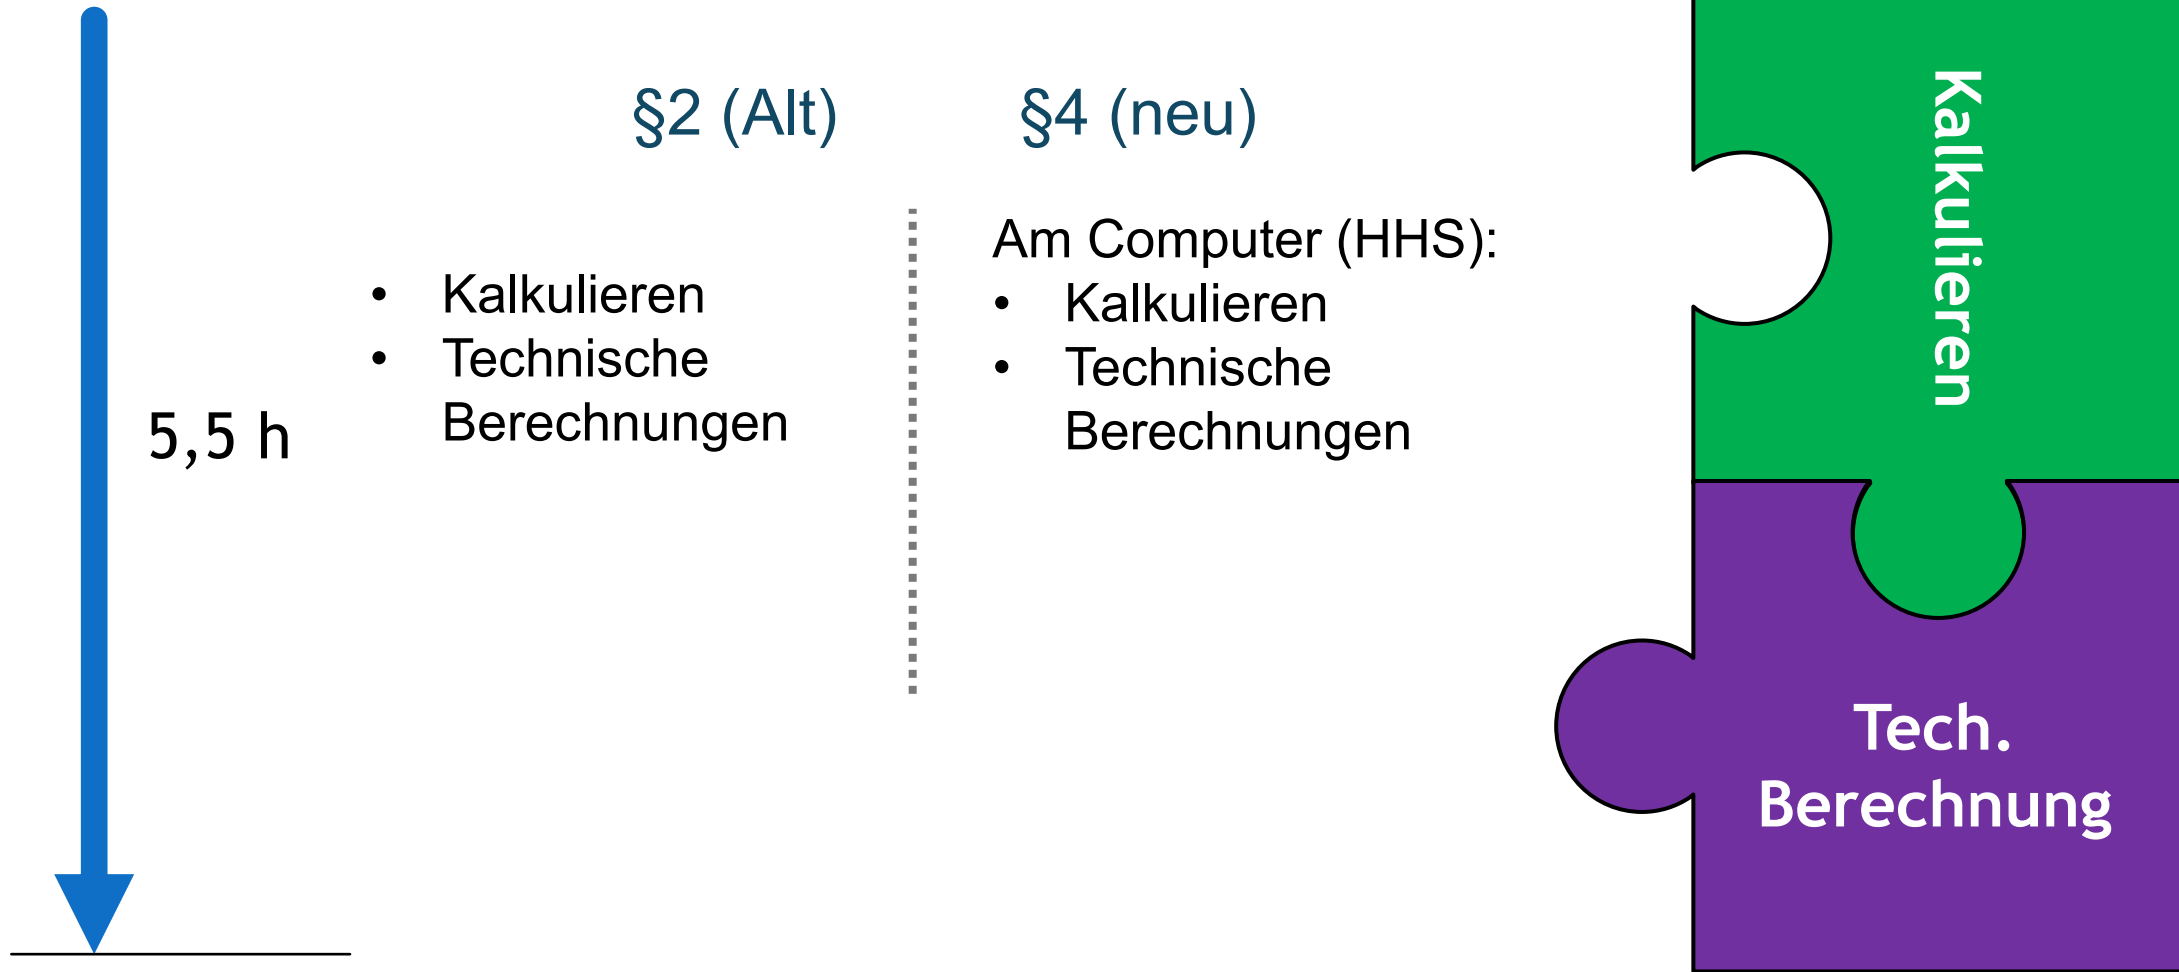 §2 (Alt)
§4 (neu)
5,5 h
• Kalkulieren
• Technische
Berechnungen
Am Computer (HHS):
• Kalkulieren
• Technische
Berechnungen
Kalkulieren
Tech.
Berechnung